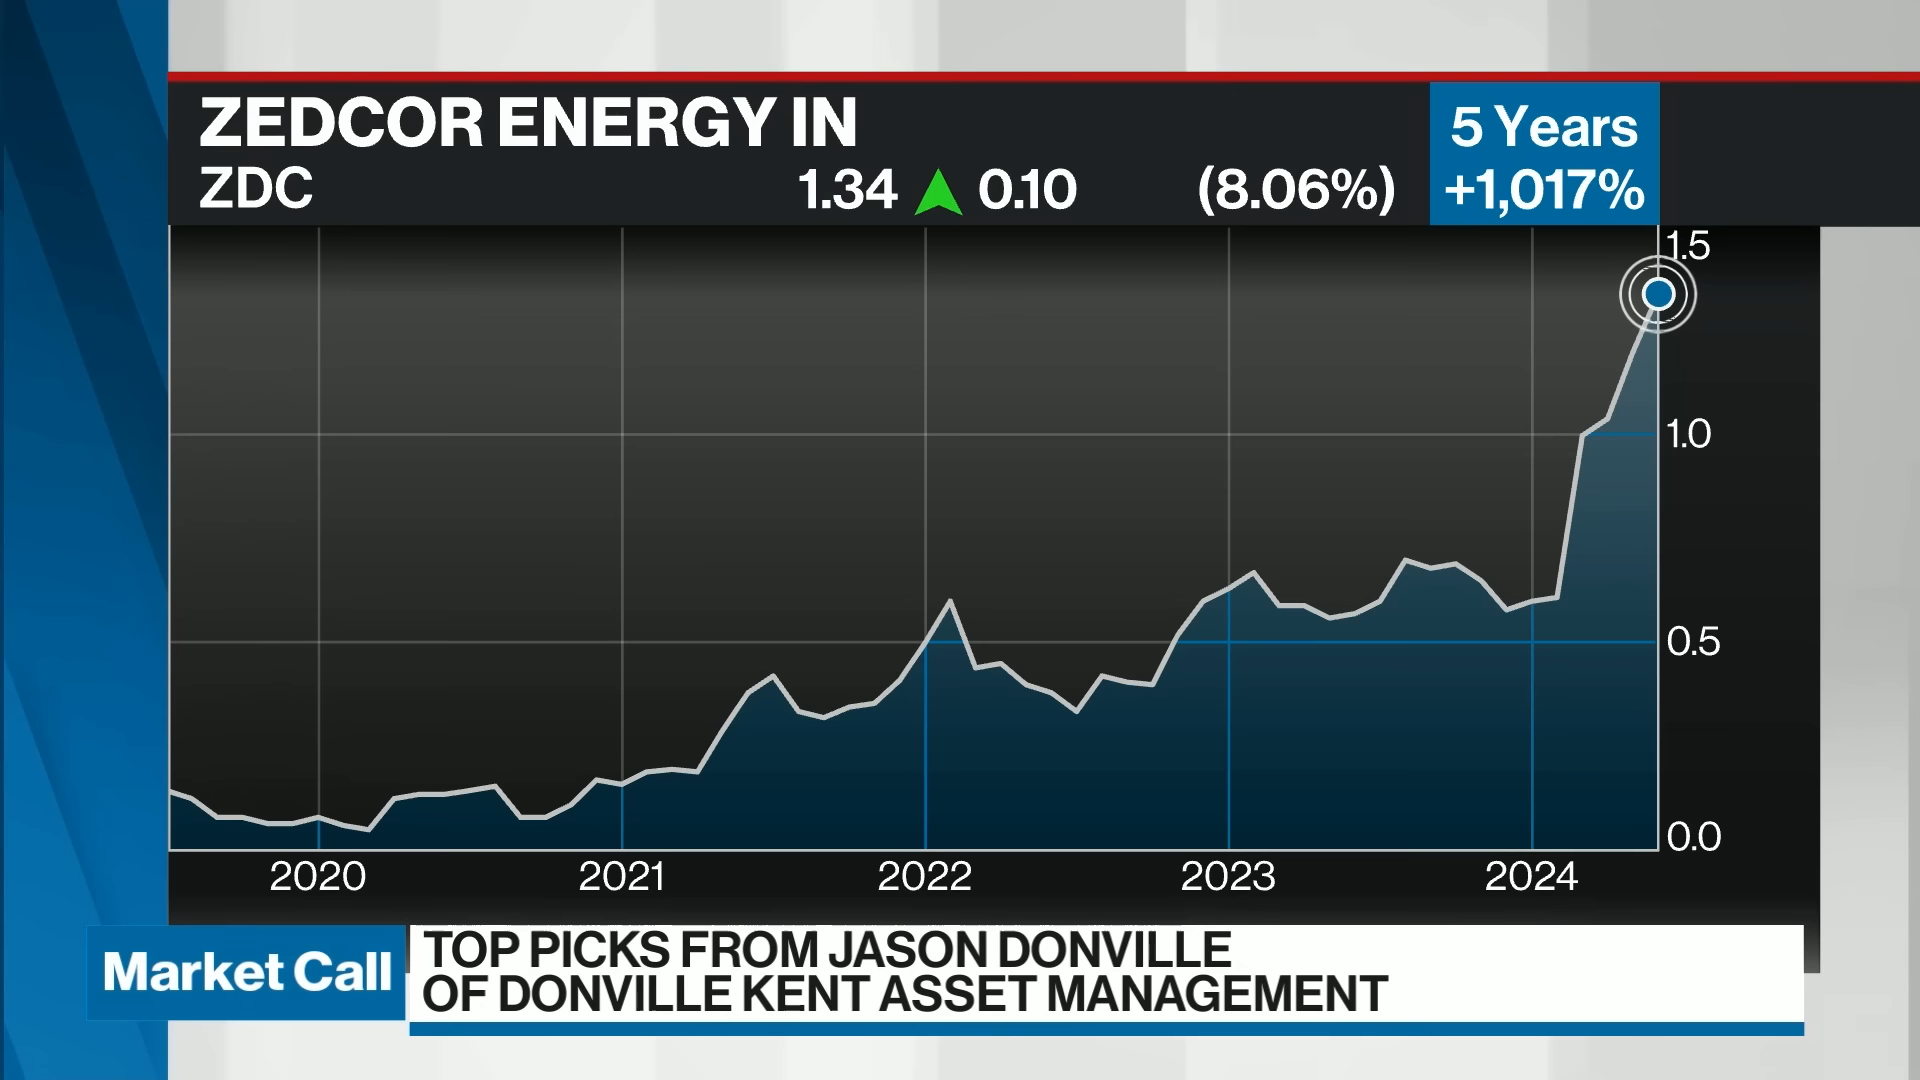 ZEDCOR ENERGY IN
ZDC 1.34 0.10 (8.06%)
5 Years
+1,017%
1.5
1.0
0.5
0.0
2020 2021 2022 2023 2024
Market Call
TOP PICKS FROM JASON DONVILLE
OF DONVILLE KENT ASSET MANAGEMENT